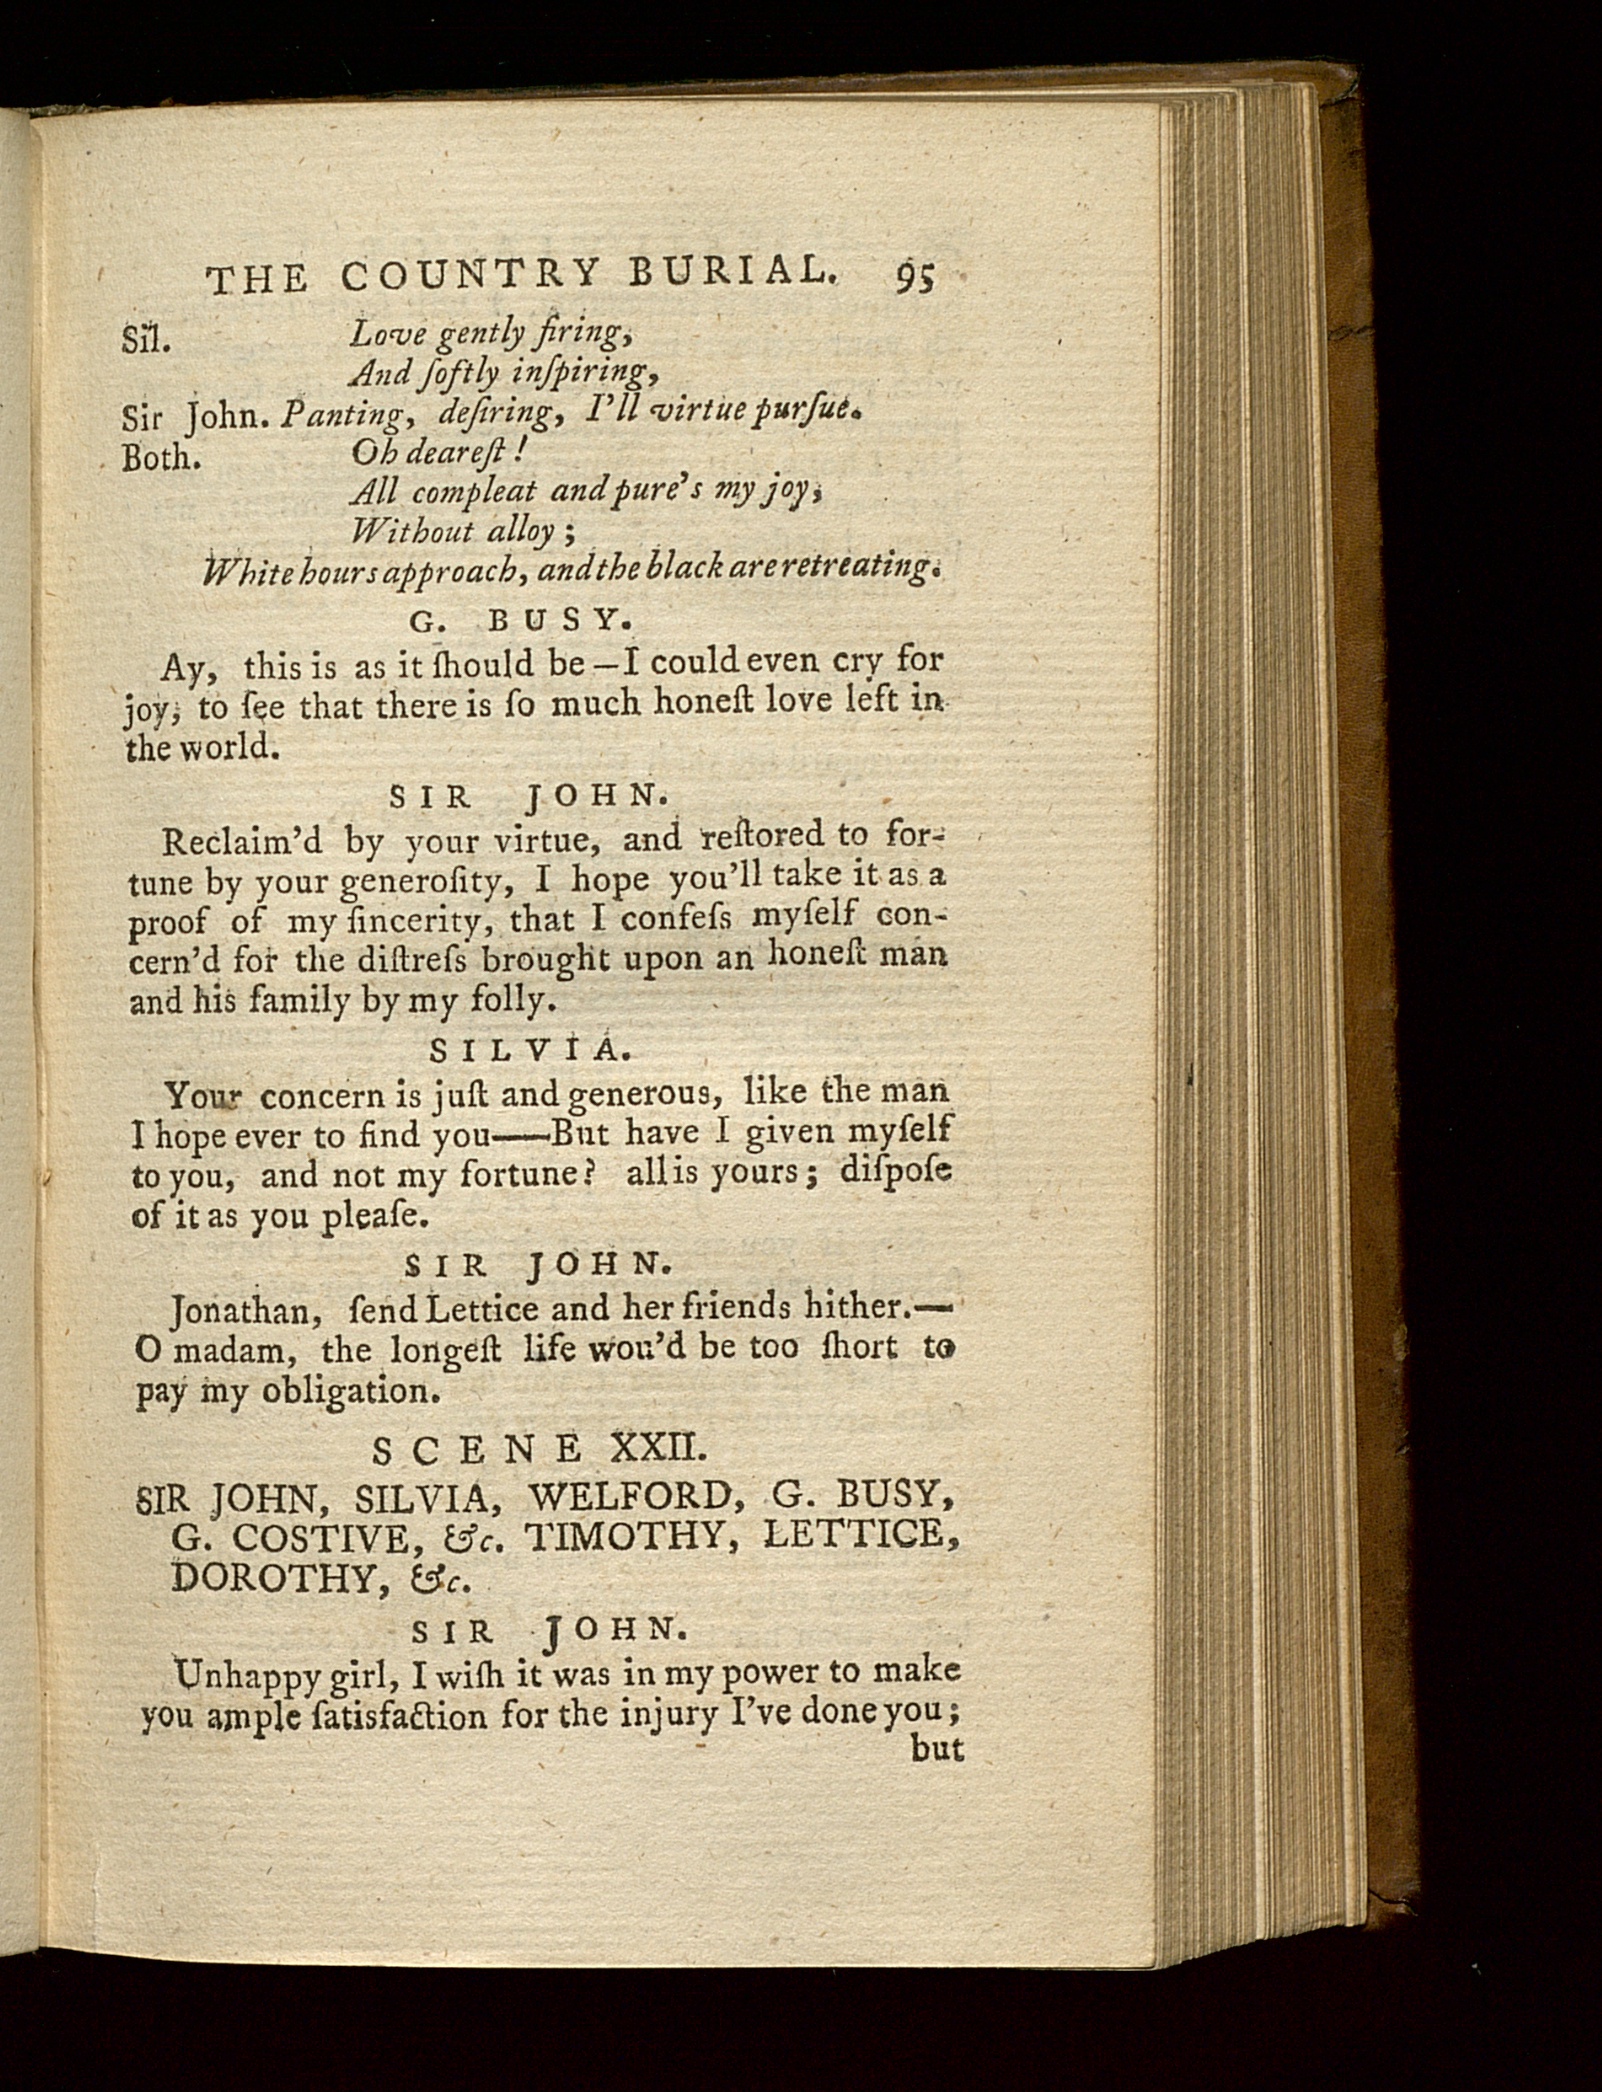 THE COUNTRY BURIAL. 95
Sil. Love gently firing,
And ſoftly inſpiring,
Sir John. Panting, deſiring, I'll virtue purſue.
Both. Oh deareſt!
All compleat and pure's my joy,
Without alloy;
White hours approach, and the black are retreating.
G. BUSY.
Ay, this is as it ſhould be—I could even cry for
joy, to ſee that there is ſo much honeſt love left in
the world.
SIR JOHN.
Reclaim'd by your virtue, and reſtored to for-
tune by your generoſity, I hope you'll take it as a
proof of my ſincerity, that I confeſs myſelf con-
cern'd for the diſtreſs brought upon an honeſt man
and his family by my folly.
SILVIA.
Your concern is juſt and generous, like the man
I hope ever to find you——But have I given myſelf
to you, and not my fortune? all is yours; diſpoſe
of it as you pleaſe.
SIR JOHN.
Jonathan, ſend Lettice and her friends hither.—
O madam, the longeſt life wou'd be too ſhort to
pay my obligation.
SCENE XXII.
SIR JOHN, SILVIA, WELFORD, G. BUSY,
G. COSTIVE, &c. TIMOTHY, LETTICE,
DOROTHY, &c.
SIR JOHN.
Unhappy girl, I wiſh it was in my power to make
you ample ſatisfaction for the injury I've done you;
but